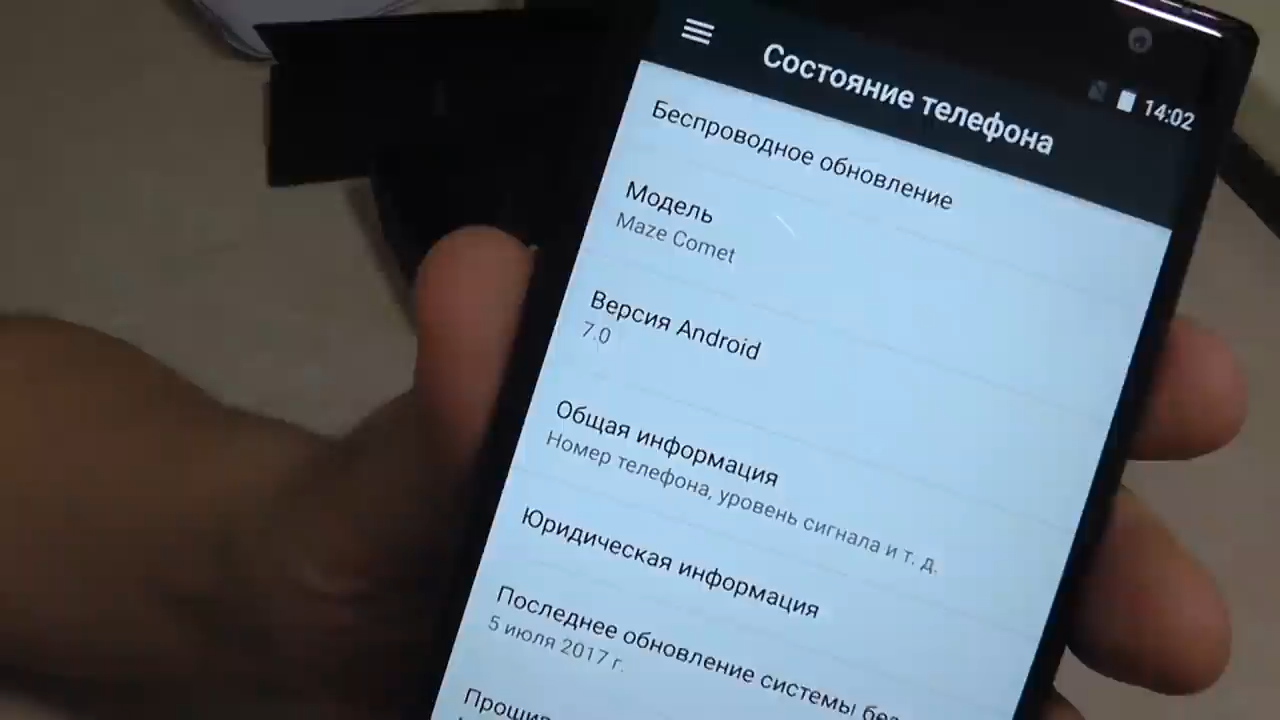 14:02
Состояние телефона
Беспроводное обновление
Модель
Maze Comet
Версия Android
7.0
Общая информация
Номер телефона, уровень сигнала и т. д.
Юридическая информация
Последнее обновление системы
5 июля 2017 г.